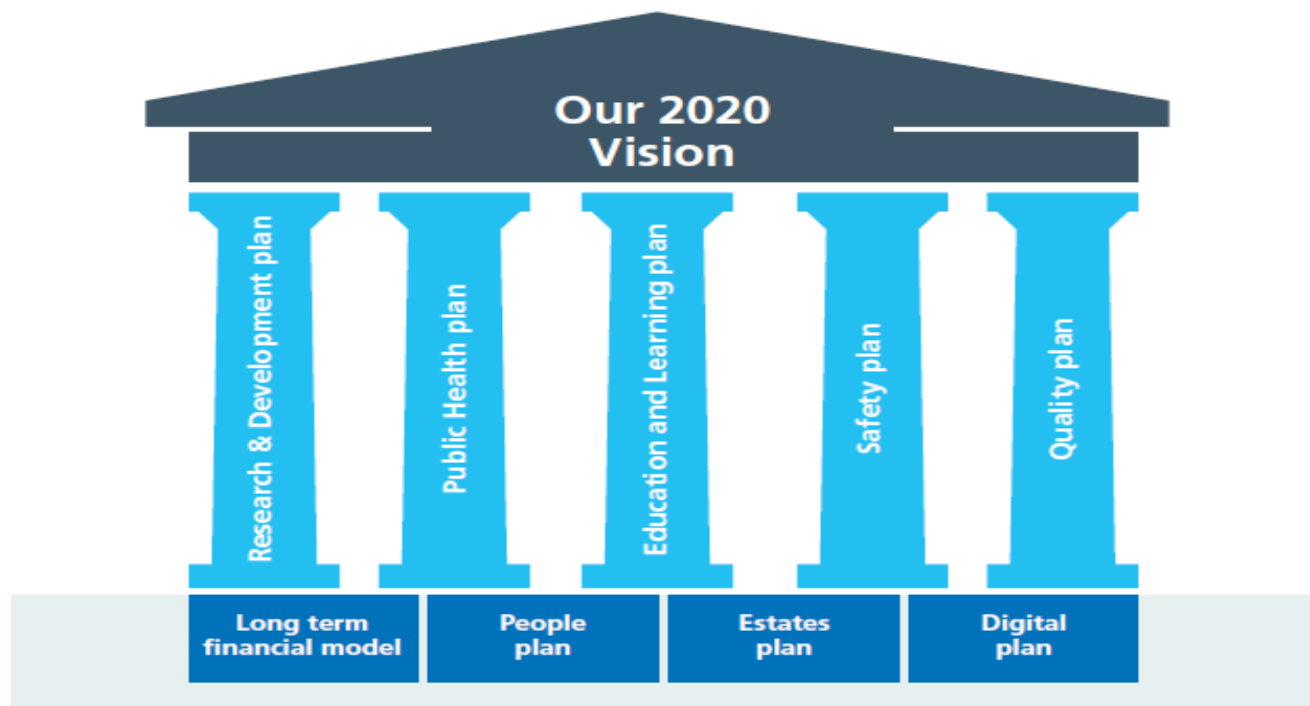 Our 2020
Vision
Research & Development plan
Public Health plan
Education and Learning plan
Safety plan
Quality plan
Long term
financial model
People
plan
Estates
plan
Digital
plan